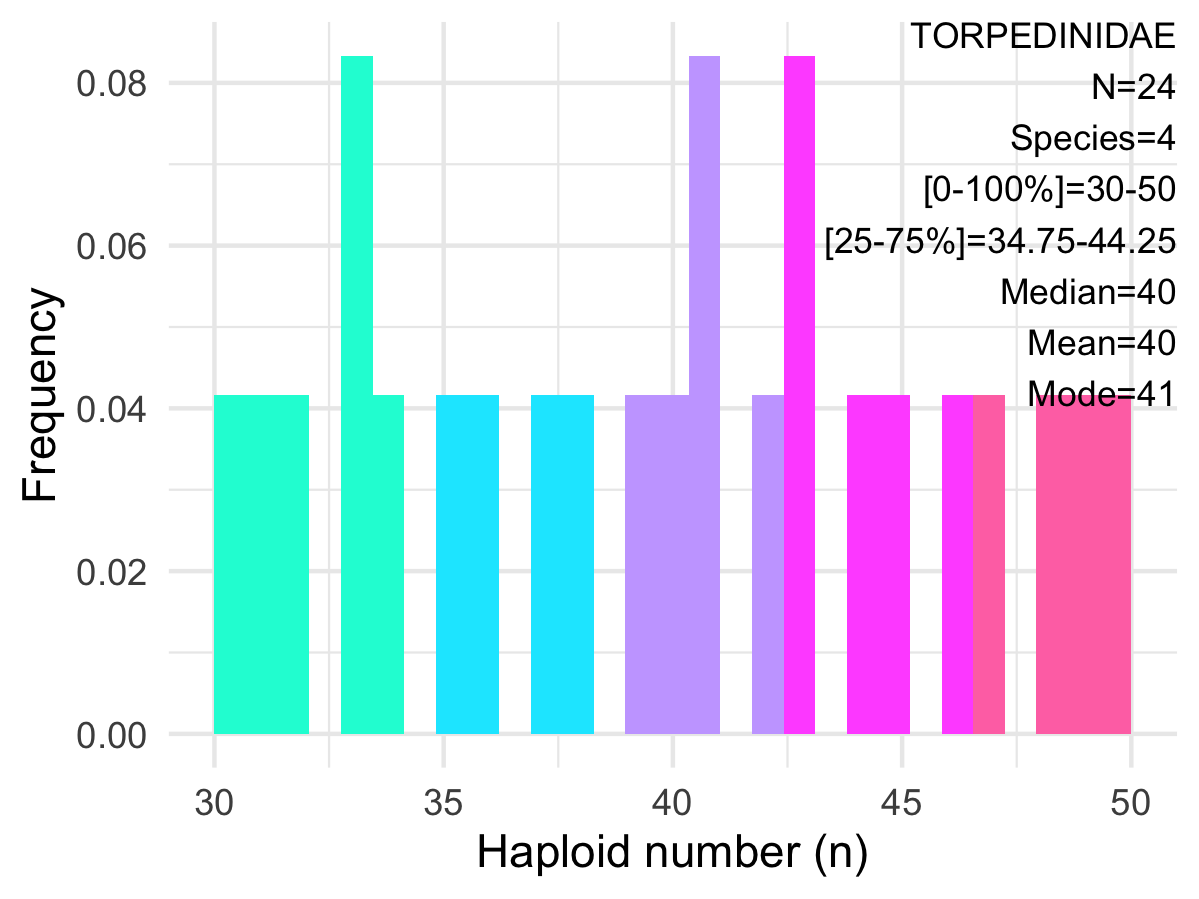 TORPEDINIDAE
N=24
Species=4
[0-100%]=30-50
[25-75%]=34.75-44.25
Median=40
Mean=40
Mode=41
Frequency
0.08
0.06
0.04
0.02
0.00
30 35 40 45 50
Haploid number (n)